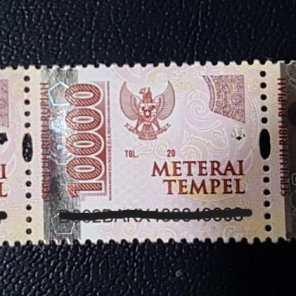 SEPULUH RIBU RUPIAH
10000
TGL. 20
METERAI
TEMPEL